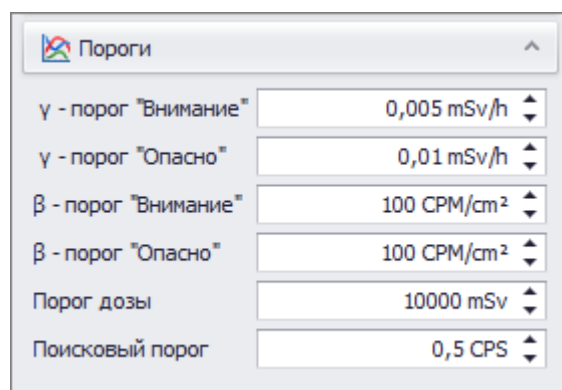 Пороги
γ - порог "Внимание" 0,005 mSv/h
γ - порог "Опасно" 0,01 mSv/h
β - порог "Внимание" 100 CPM/cm²
β - порог "Опасно" 100 CPM/cm²
Порог дозы 10000 mSv
Поисковый порог 0,5 CPS